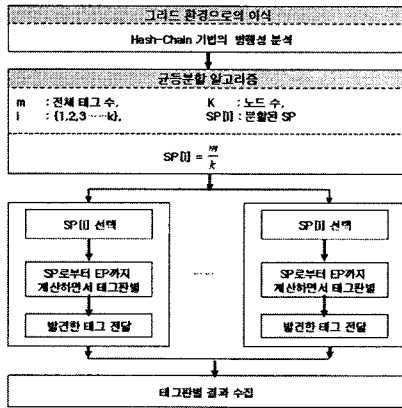 그리드 환경으로의 이식
Hash-Chain 기법의 병행성 분석
균등분할 알고리즘
m : 전체 태그 수, K : 노드 수,
i : {1,2,3·····k}, SP[i] : 분할된 SP
SP[i] = m/k
SP[i] 선택
SP로부터 EP까지
계산하면서 태그판별
발견한 태그 전달
......
SP[i] 선택
SP로부터 EP까지
계산하면서 태그판별
발견한 태그 전달
태그판별 결과 수집